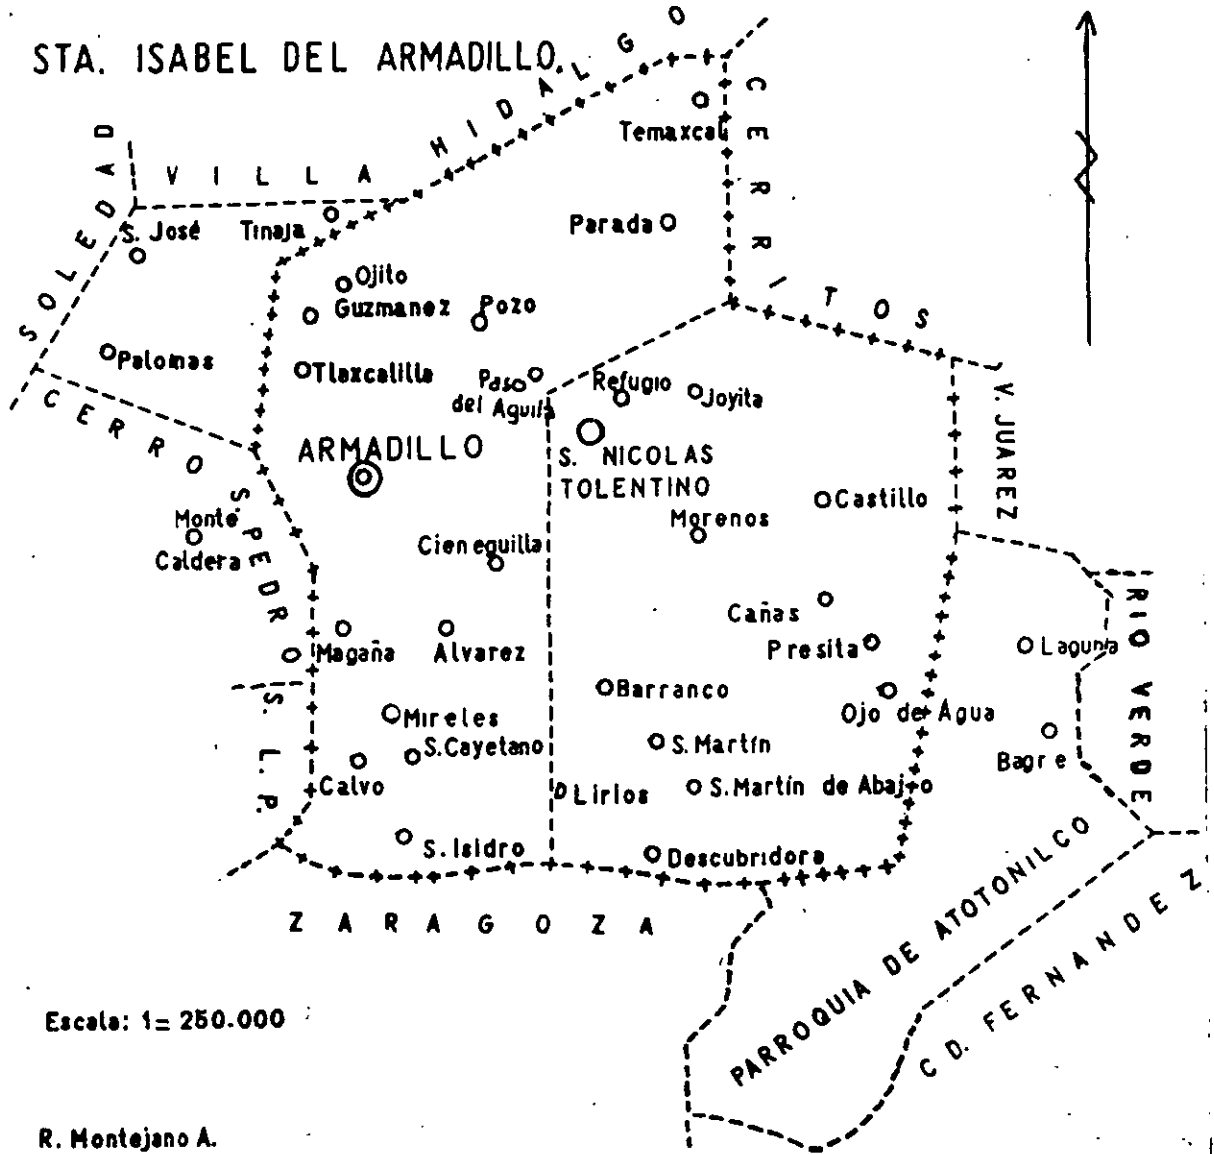 STA. ISABEL DEL ARMADILLO.
VILLA HIDALGO
CERRITOS
SOLEDAD
Temaxcal
Parada
S. José
Tinaja
Ojito
Guzmanez
Pozo
Palomas
Tlaxcalilla
Paso
del Aguila
Refugio
Joyita
V. JUAREZ
CERRO S. PEDRO
ARMADILLO
S. NICOLAS
TOLENTINO
Castillo
Monte
Caldera
Morenos
Cieneguilla
Cañas
RIO VERDE
Magaña
Alvarez
Presita
Laguna
S. L. P.
Barranco
Mireles
Ojo de Agua
S. Cayetano
S. Martín
Bagre
Calvo
Lirios
S. Martín de Abajo
S. Isidro
Descubridora
ZARAGOZA
PARROQUIA DE ATOTONILCO
CD. FERNANDEZ
Escala: 1= 250.000
R. Montejano A.